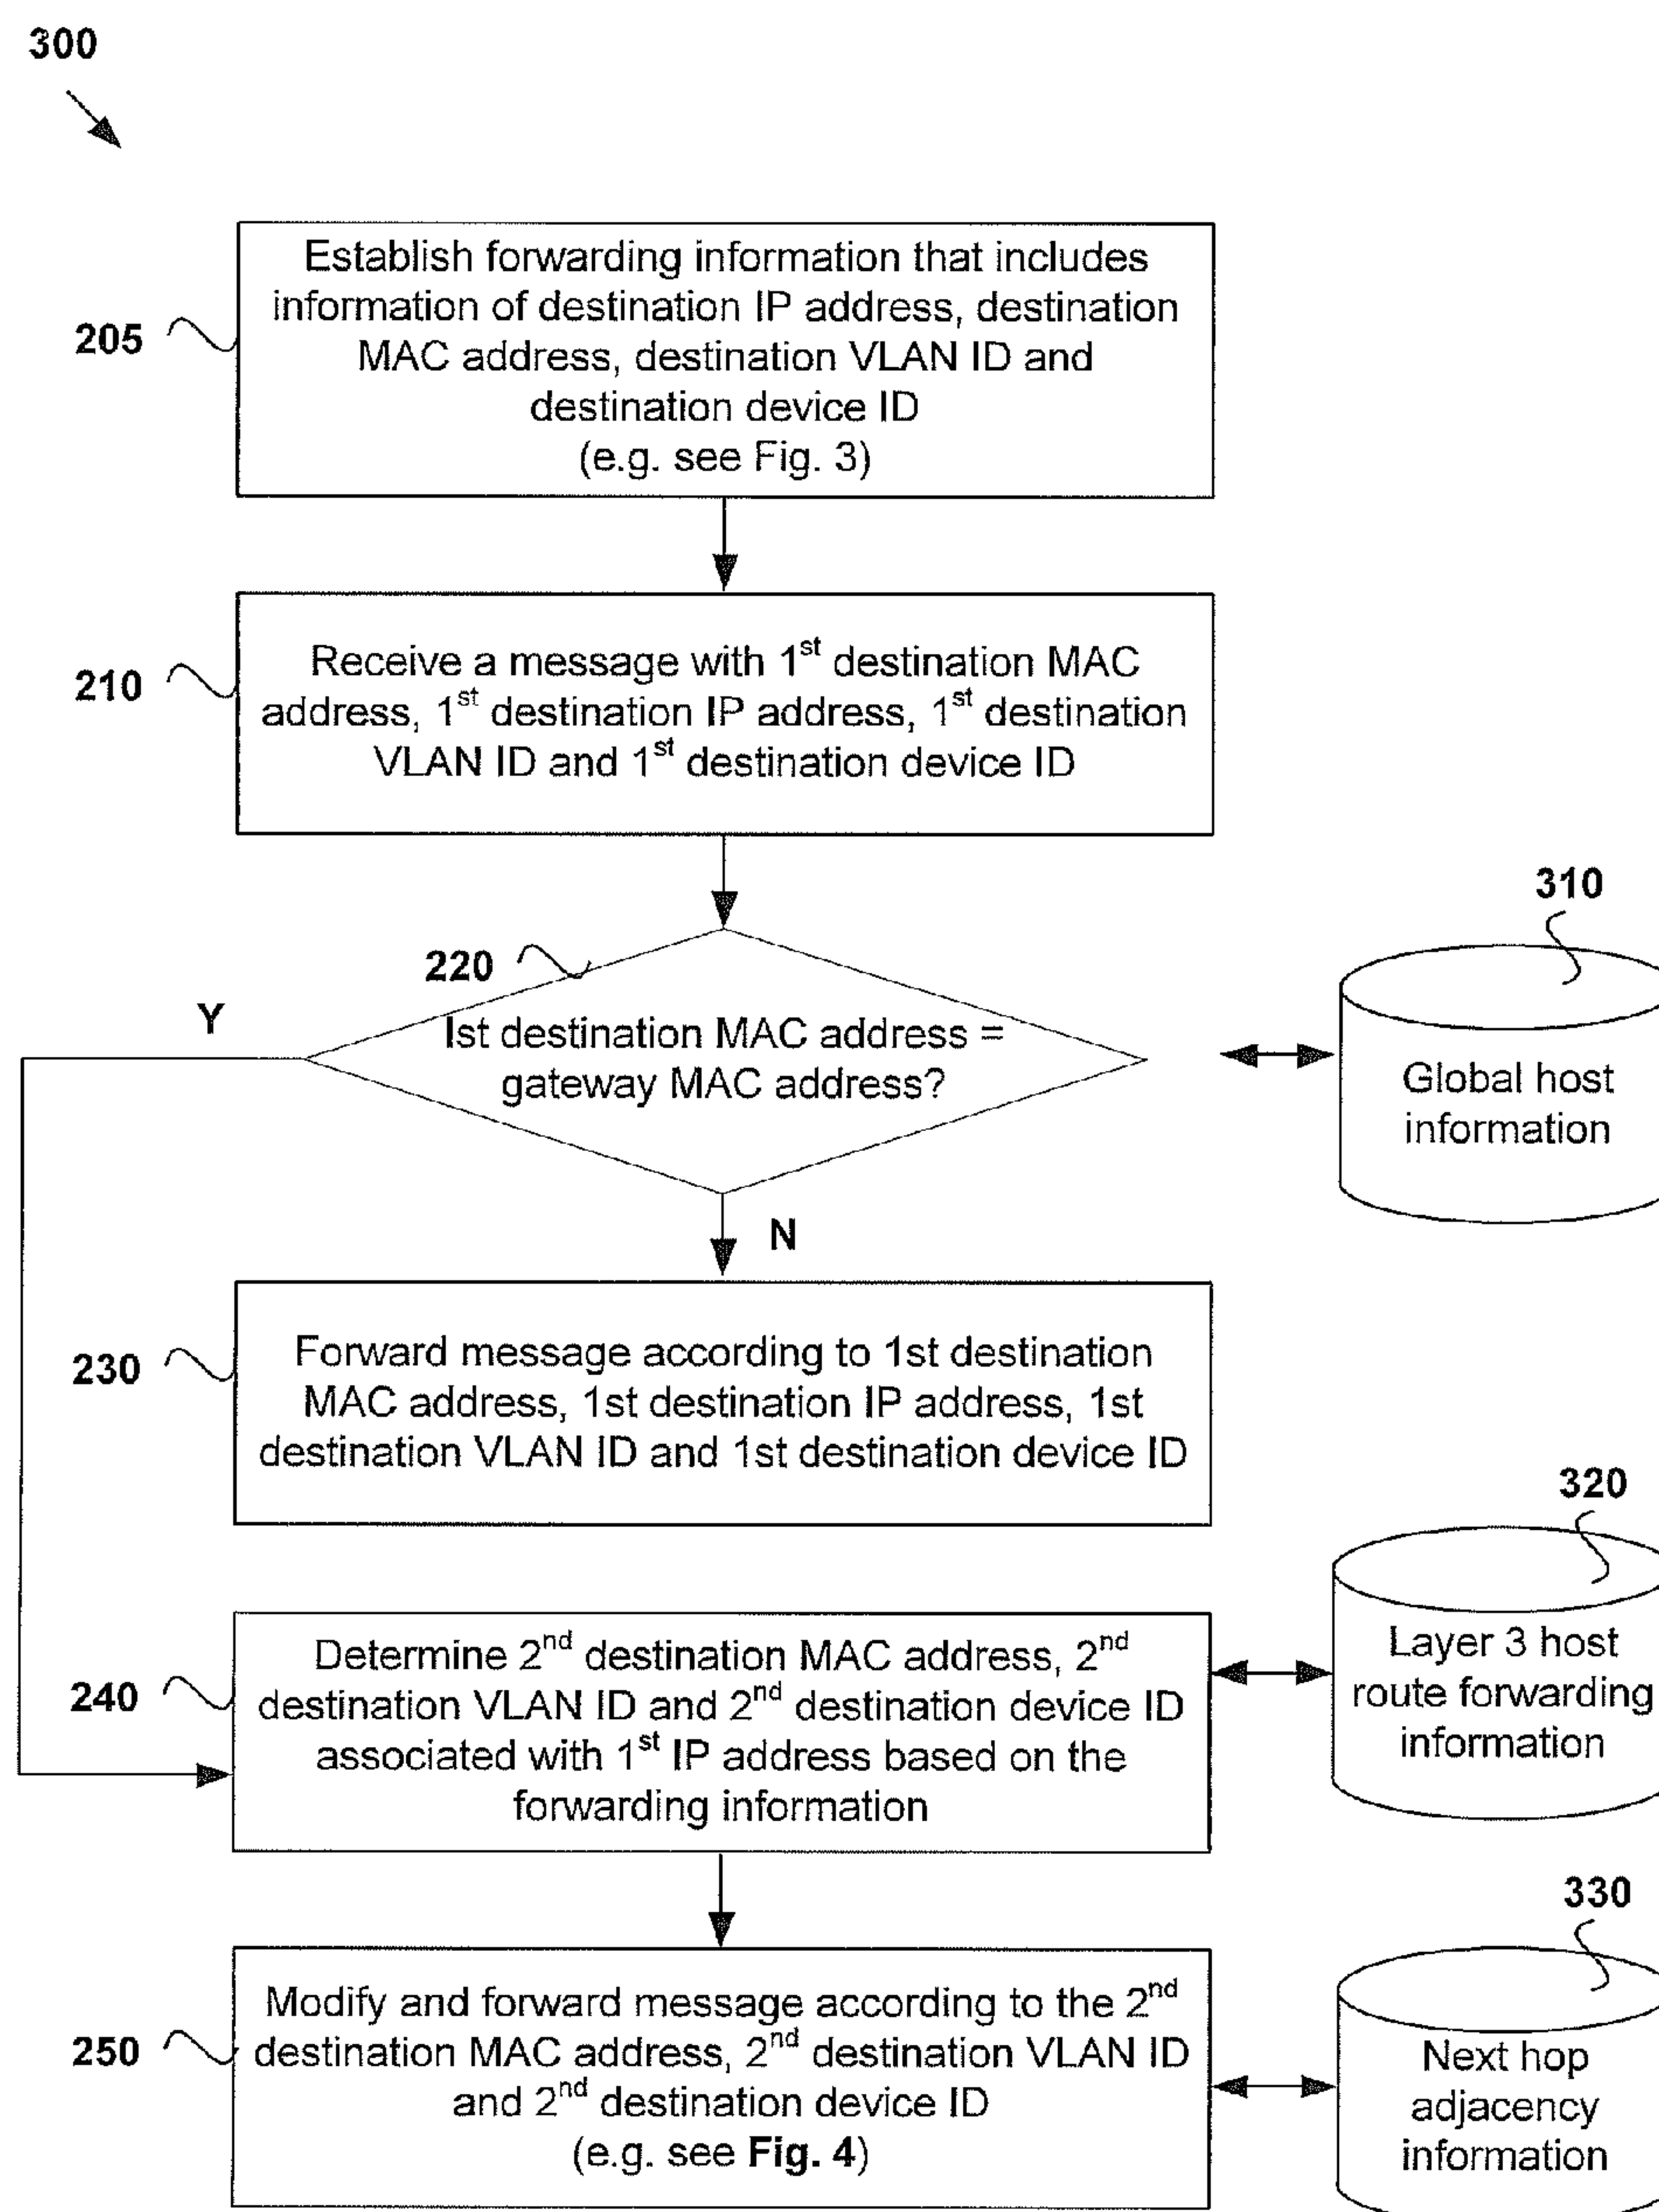 300
Establish forwarding information that includes
information of destination IP address, destination
MAC address, destination VLAN ID and
destination device ID
(e.g. see Fig. 3)
205
Receive a message with 1st destination MAC
address, 1st destination IP address, 1st destination
VLAN ID and 1st destination device ID
210
310
220
Y
Ist destination MAC address =
gateway MAC address?
Global host
information
N
Forward message according to 1st destination
MAC address, 1st destination IP address, 1st
destination VLAN ID and 1st destination device ID
230
320
Determine 2nd destination MAC address, 2nd
destination VLAN ID and 2nd destination device ID
associated with 1st IP address based on the
forwarding information
240
Layer 3 host
route forwarding
information
330
Modify and forward message according to the 2nd
destination MAC address, 2nd destination VLAN ID
and 2nd destination device ID
(e.g. see Fig. 4)
250
Next hop
adjacency
information